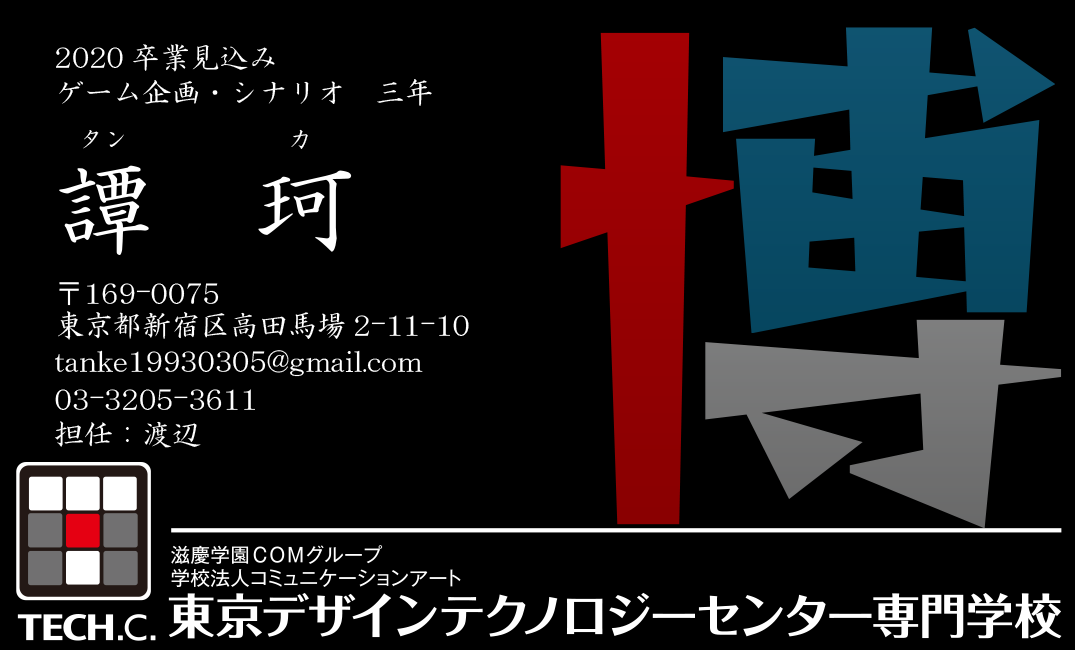 2020 卒業見込み
ゲーム企画・シナリオ　三年
タン　カ
譚　珂
〒169-0075
東京都新宿区高田馬場 2-11-10
tanke19930305@gmail.com
03-3205-3611
担任：渡辺
博
滋慶学園COMグループ
学校法人コミュニケーションアート
TECH.C.
東京デザインテクノロジーセンター専門学校